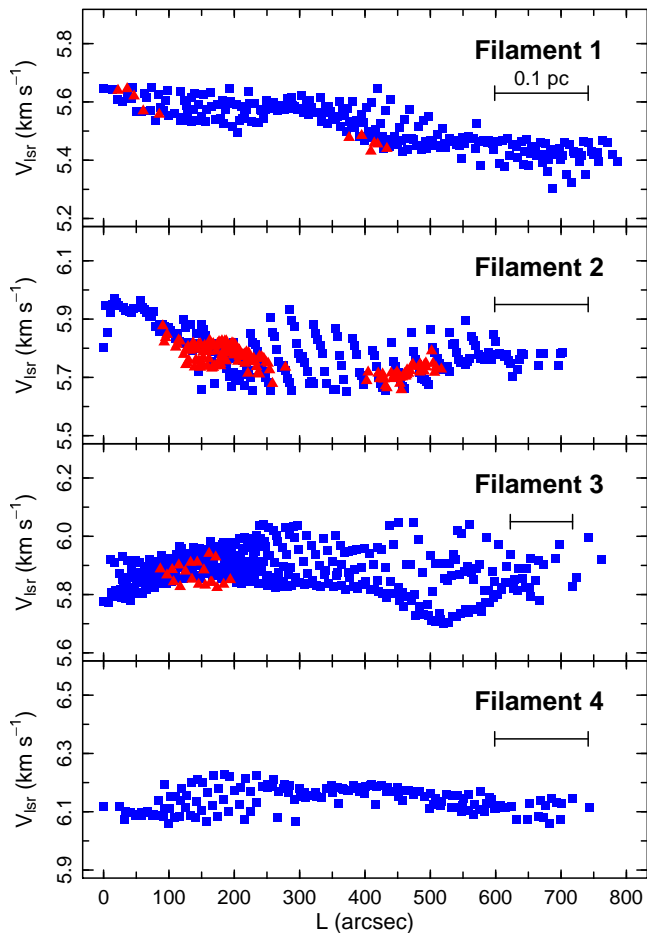 Filament 1
0.1 pc
V_lsr (km s⁻¹)
5.8
5.6
5.4
5.2
Filament 2
V_lsr (km s⁻¹)
6.1
5.9
5.7
5.5
Filament 3
V_lsr (km s⁻¹)
6.2
6.0
5.8
5.6
Filament 4
V_lsr (km s⁻¹)
6.5
6.3
6.1
5.9
0 100 200 300 400 500 600 700 800
L (arcsec)